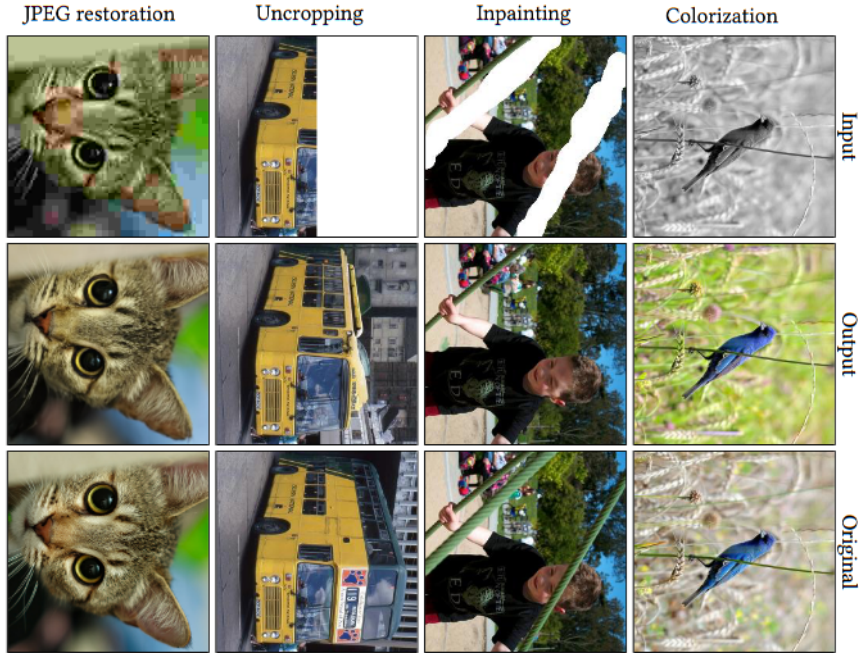 JPEG restoration
Uncropping
Inpainting
Colorization
Input
Output
Original